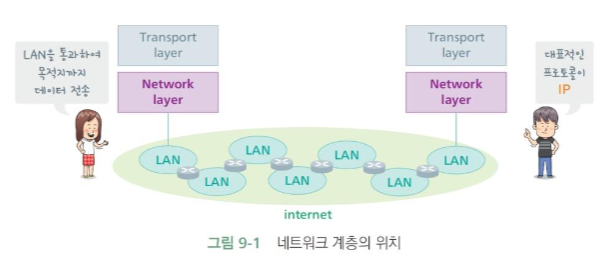 LAN을 통과하여
목적지까지
데이터 전송
Transport
layer
Network
layer
Transport
layer
Network
layer
대표적인
프로토콜이
IP
LAN
LAN
LAN
LAN
LAN
LAN
LAN
internet
그림 9-1 네트워크 계층의 위치